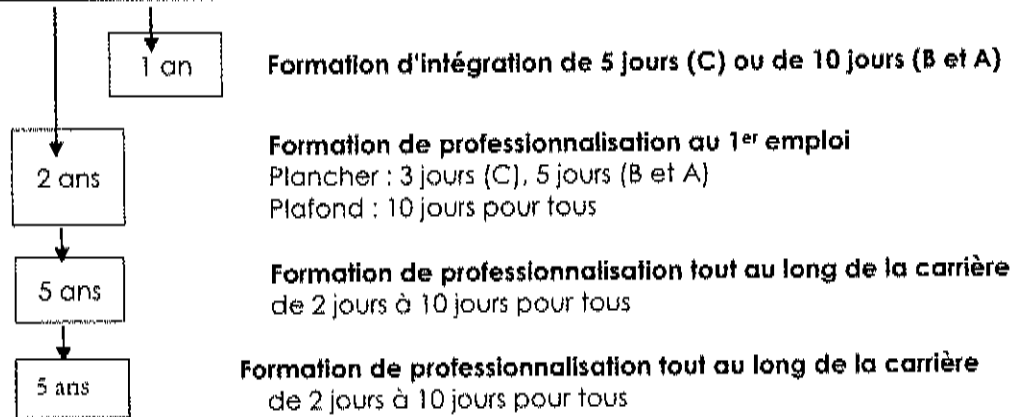 1 an
Formation d'intégration de 5 jours (C) ou de 10 jours (B et A)
2 ans
Formation de professionnalisation au 1er emploi
Plancher : 3 jours (C), 5 jours (B et A)
Plafond : 10 jours pour tous
5 ans
Formation de professionnalisation tout au long de la carrière
de 2 jours à 10 jours pour tous
5 ans
Formation de professionnalisation tout au long de la carrière
de 2 jours à 10 jours pour tous